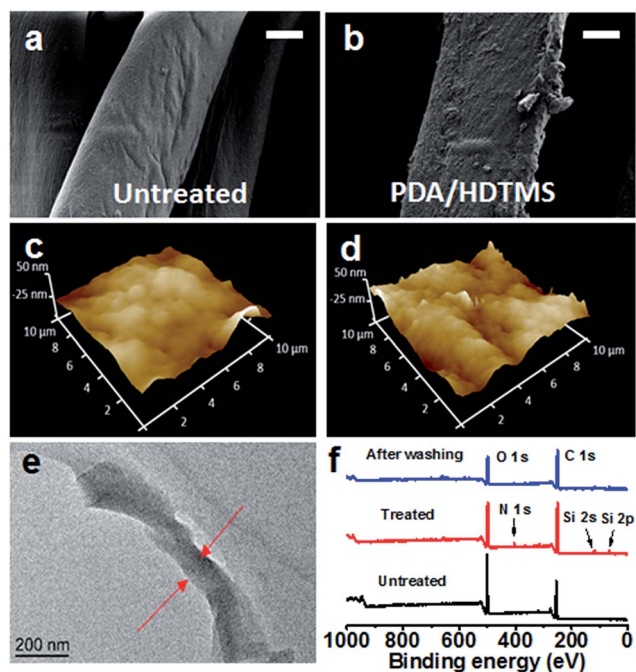 a
b
Untreated
PDA/HDTMS
c
d
50 nm
-25 nm
10 µm
8
6
4
2
2
4
6
8
10 µm
50 nm
-25 nm
10 µm
8
6
4
2
2
4
6
8
10 µm
e
200 nm
f
After washing
O 1s
C 1s
Treated
N 1s
Si 2s
Si 2p
Untreated
1000 800 600 400 200 0
Binding energy (eV)